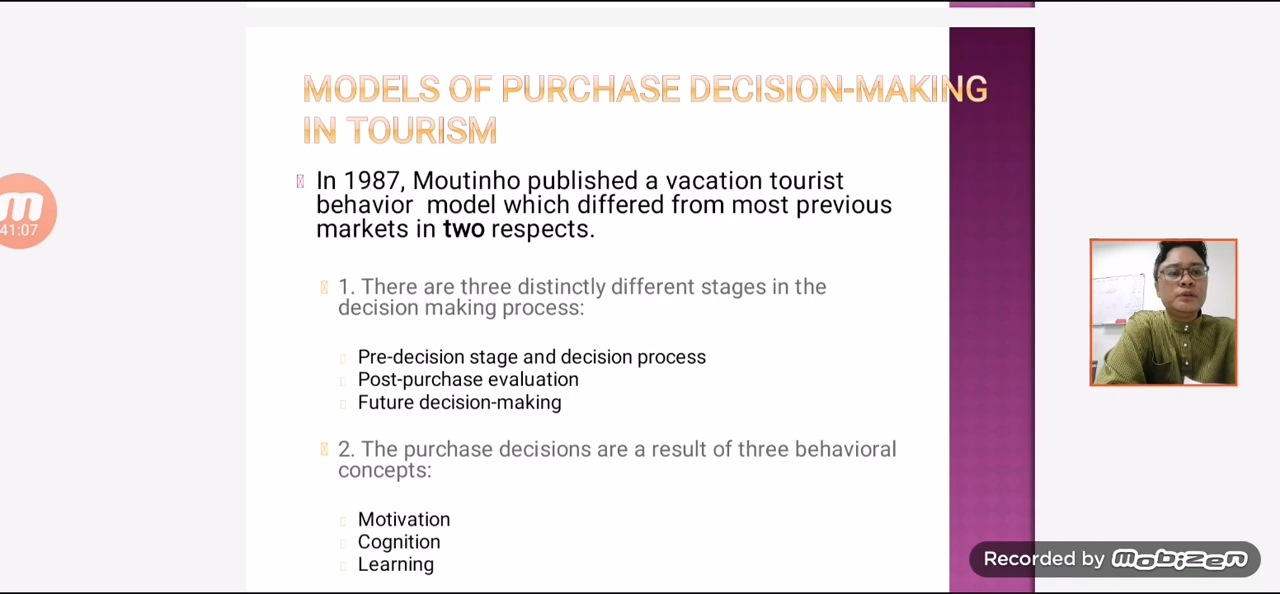 MODELS OF PURCHASE DECISION-MAKING
IN TOURISM
In 1987, Moutinho published a vacation tourist
behavior model which differed from most previous
markets in two respects.
1. There are three distinctly different stages in the
decision making process:
Pre-decision stage and decision process
Post-purchase evaluation
Future decision-making
2. The purchase decisions are a result of three behavioral
concepts:
Motivation
Cognition
Learning
41:07
Recorded by mobizen